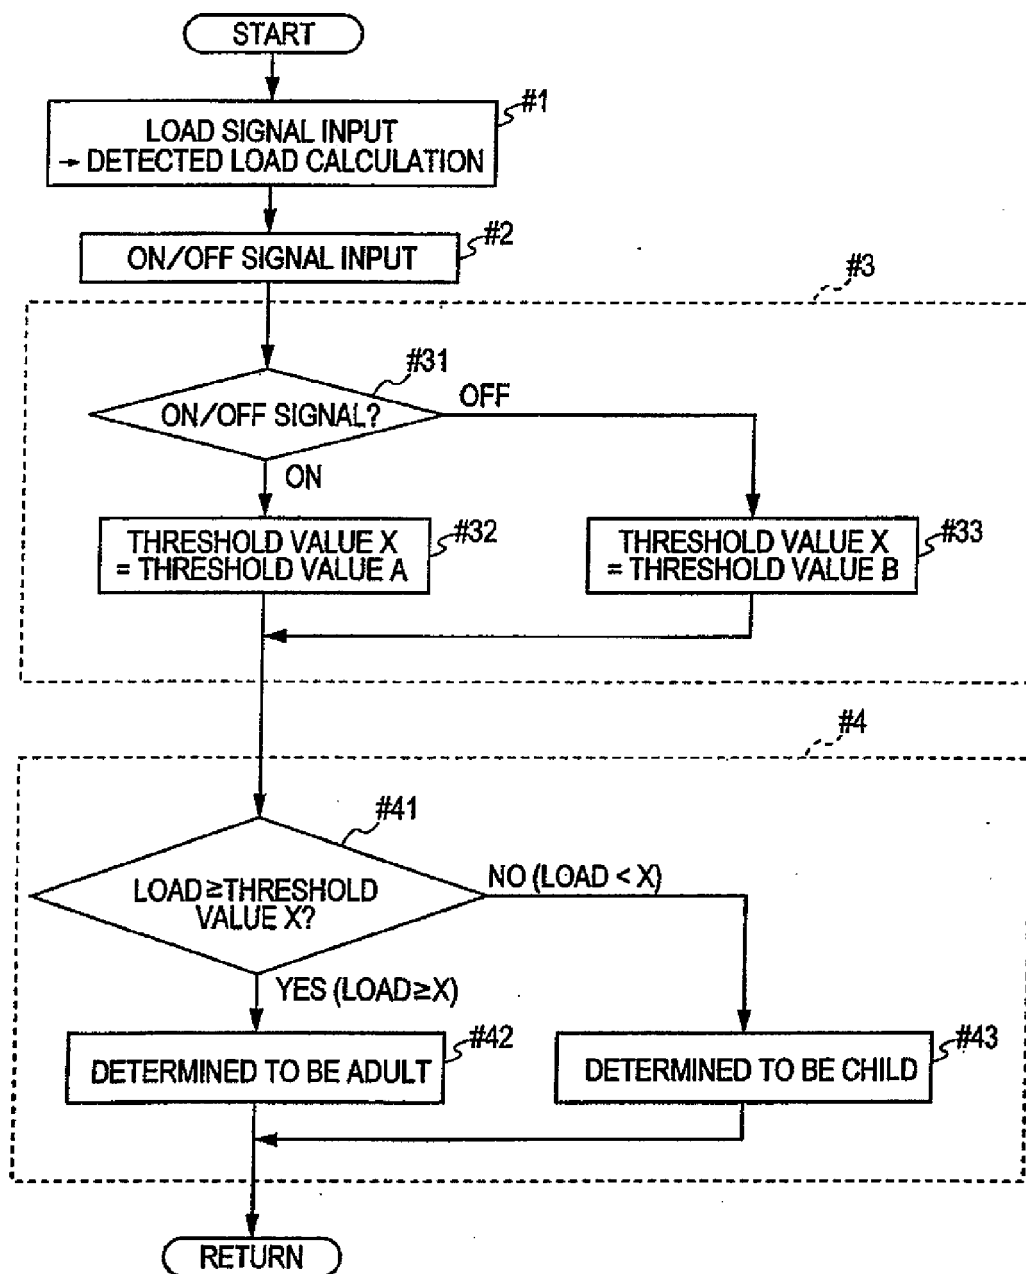 START
#1
LOAD SIGNAL INPUT
→ DETECTED LOAD CALCULATION
#2
ON/OFF SIGNAL INPUT
#3
#31
ON/OFF SIGNAL?
OFF
ON
#32
THRESHOLD VALUE X
= THRESHOLD VALUE A
#33
THRESHOLD VALUE X
= THRESHOLD VALUE B
#4
#41
LOAD≥THRESHOLD
VALUE X?
NO (LOAD < X)
YES (LOAD≥X)
#42
DETERMINED TO BE ADULT
#43
DETERMINED TO BE CHILD
RETURN